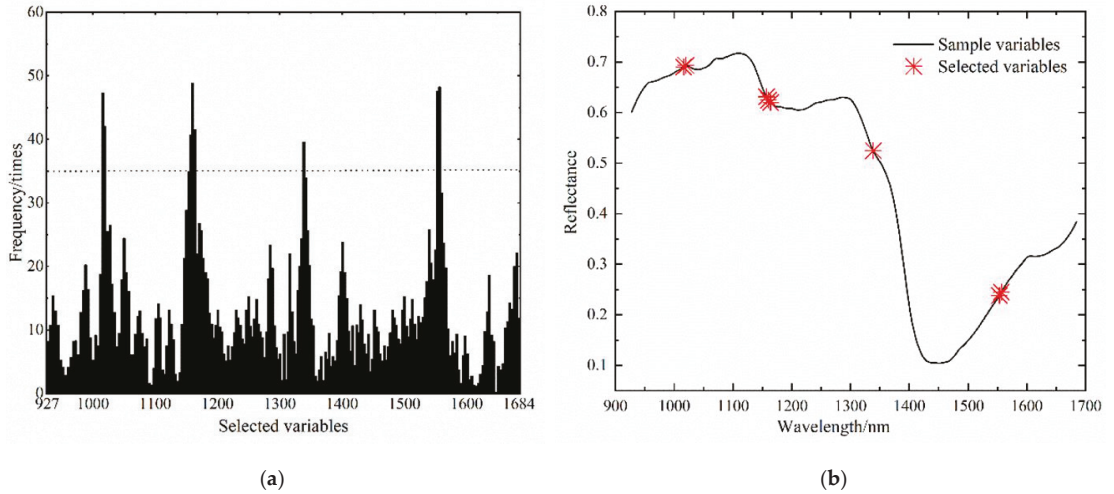 60
50
40
30
20
10
0
Frequency/times
927 1000 1100 1200 1300 1400 1500 1600 1684
Selected variables
(a)
0.8
0.7
0.6
0.5
0.4
0.3
0.2
0.1
Reflectance
Sample variables
Selected variables
900 1000 1100 1200 1300 1400 1500 1600 1700
Wavelength/nm
(b)